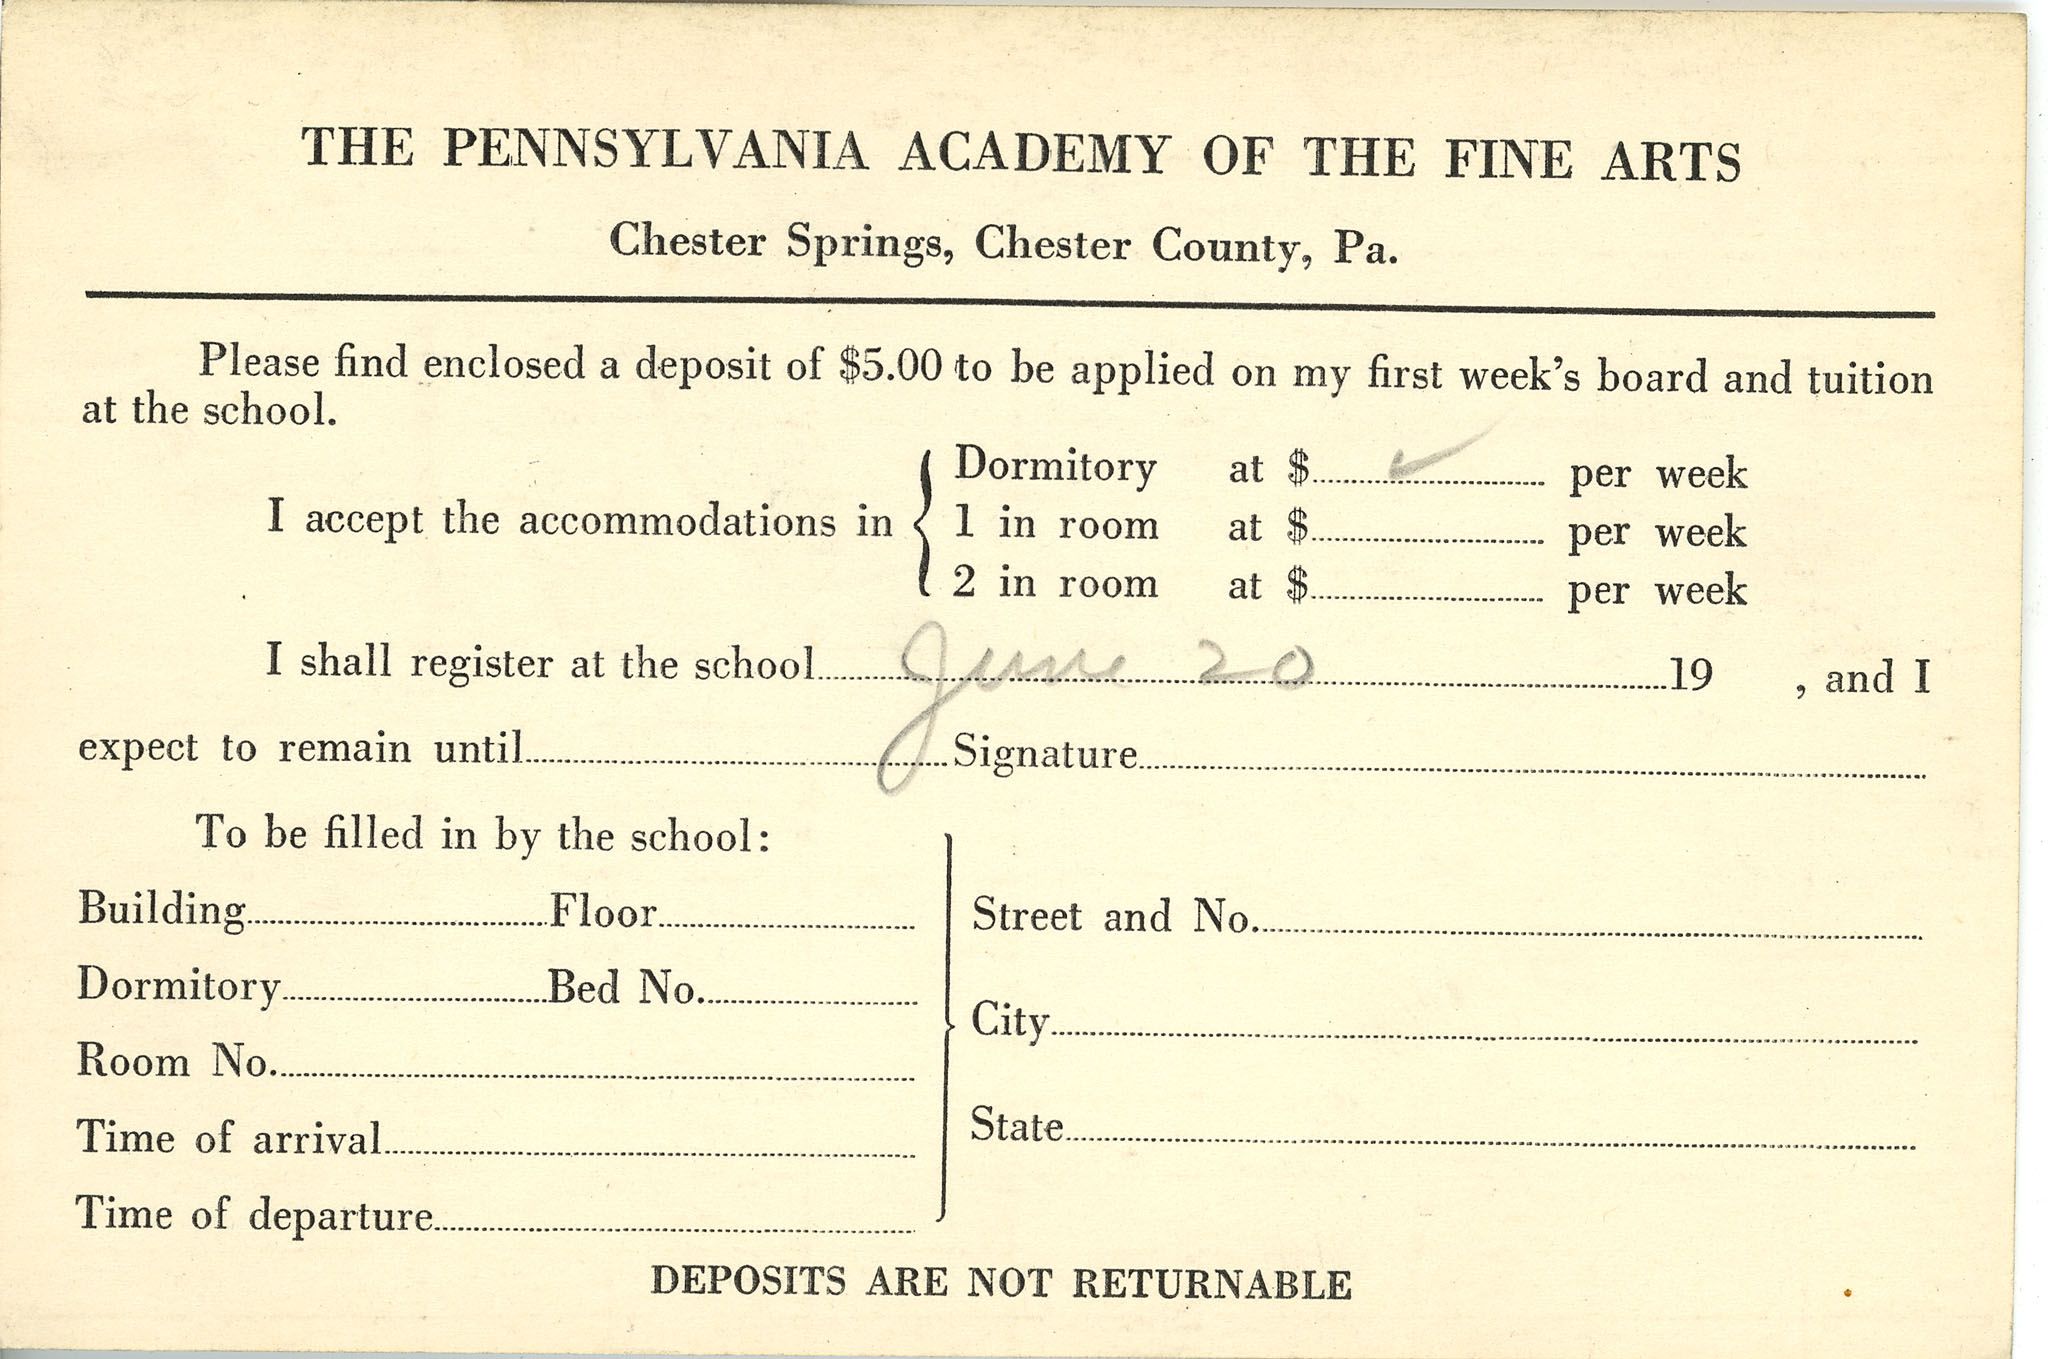 THE PENNSYLVANIA ACADEMY OF THE FINE ARTS
Chester Springs, Chester County, Pa.
Please find enclosed a deposit of $5.00 to be applied on my first week's board and tuition
at the school.
I accept the accommodations in { Dormitory at $ ✓ per week
1 in room at $ per week
2 in room at $ per week
I shall register at the school June 20 19 , and I
expect to remain until Signature
To be filled in by the school:
Building Floor
Dormitory Bed No.
Room No.
Time of arrival
Time of departure
Street and No.
City
State
DEPOSITS ARE NOT RETURNABLE